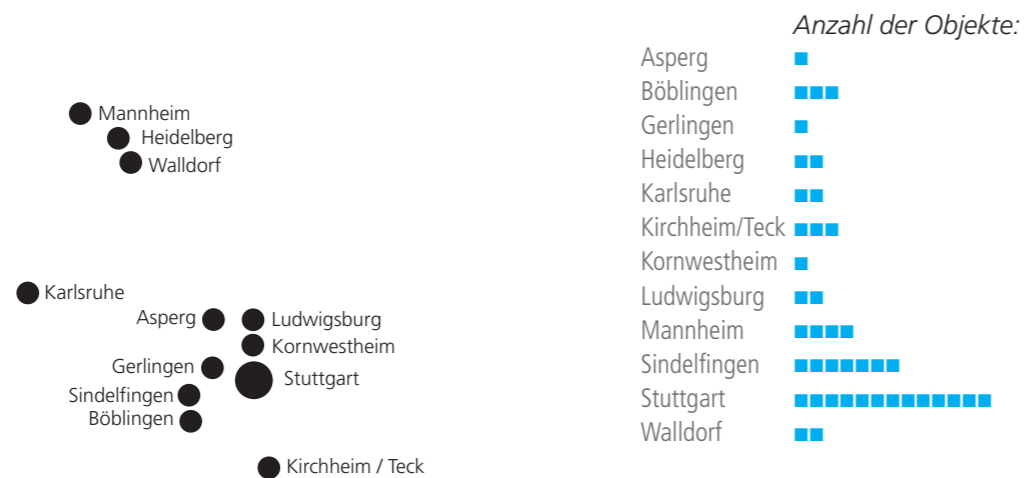 Mannheim
Heidelberg
Walldorf
Karlsruhe
Asperg
Ludwigsburg
Kornwestheim
Gerlingen
Stuttgart
Sindelfingen
Böblingen
Kirchheim / Teck
Anzahl der Objekte:
Asperg
Böblingen
Gerlingen
Heidelberg
Karlsruhe
Kirchheim/Teck
Kornwestheim
Ludwigsburg
Mannheim
Sindelfingen
Stuttgart
Walldorf